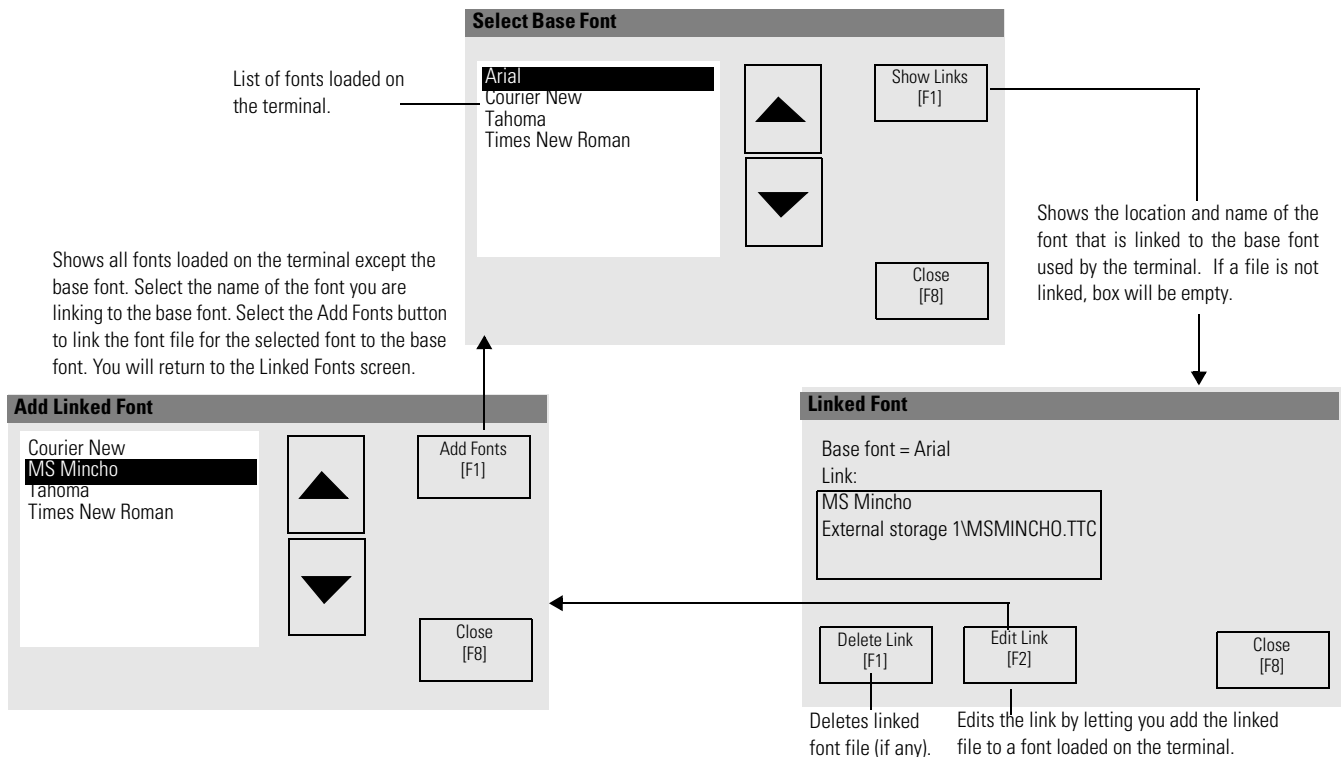 Select Base Font
List of fonts loaded on
the terminal.
Arial
Courier New
Tahoma
Times New Roman
Show Links
[F1]
Close
[F8]
Shows the location and name of the
font that is linked to the base font
used by the terminal. If a file is not
linked, box will be empty.
Shows all fonts loaded on the terminal except the
base font. Select the name of the font you are
linking to the base font. Select the Add Fonts button
to link the font file for the selected font to the base
font. You will return to the Linked Fonts screen.
Add Linked Font
Courier New
MS Mincho
Tahoma
Times New Roman
Add Fonts
[F1]
Close
[F8]
Linked Font
Base font = Arial
Link:
MS Mincho
External storage 1\MSMINCHO.TTC
Delete Link
[F1]
Edit Link
[F2]
Close
[F8]
Deletes linked
font file (if any).
Edits the link by letting you add the linked
file to a font loaded on the terminal.